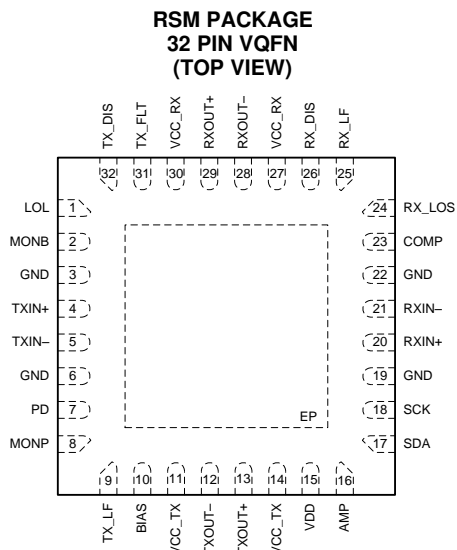 RSM PACKAGE
32 PIN VQFN
(TOP VIEW)
TX_DIS
TX_FLT
VCC_RX
RXOUT+
RXOUT–
VCC_RX
RX_DIS
RX_LF
32 31 30 29 28 27 26 25
LOL 1 24 RX_LOS
MONB 2 23 COMP
GND 3 22 GND
TXIN+ 4 21 RXIN–
TXIN– 5 20 RXIN+
GND 6 19 GND
PD 7 18 SCK
EP
MONP 8 17 SDA
9 10 11 12 13 14 15 16
TX_LF
BIAS
VCC_TX
TXOUT–
TXOUT+
VCC_TX
VDD
AMP